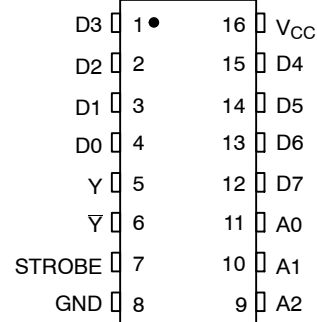 D3 1 16 V_CC
D2 2 15 D4
D1 3 14 D5
D0 4 13 D6
Y 5 12 D7
Y̅ 6 11 A0
STROBE 7 10 A1
GND 8 9 A2